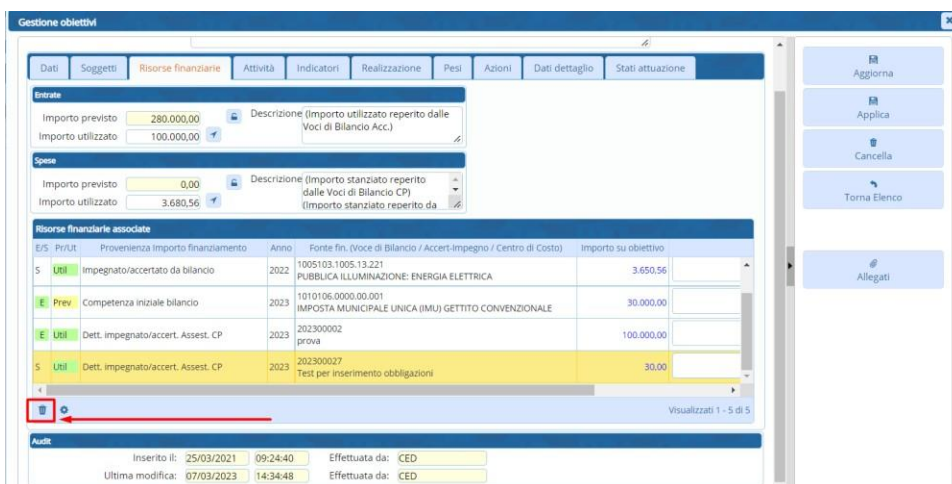 Gestione obiettivi
Dati Soggetti Risorse finanziarie Attività Indicatori Realizzazione Pesi Azioni Dati dettaglio Stati attuazione
Entrate
Importo previsto 280.000,00 Descrizione (Importo utilizzato reperito dalle
Importo utilizzato 100.000,00 Voci di Bilancio Acc.)
Spese
Importo previsto 0,00 Descrizione (Importo stanziato reperito
dalle Voci di Bilancio CP)
Importo utilizzato 3.680,56 (Importo stanziato reperito da
Risorse finanziarie associate
E/S Pr/Ut Provenienza Importo finanziamento Anno Fonte fin. (Voce di Bilancio / Accert-Impegno / Centro di Costo) Importo su obiettivo
S Util Impegnato/accertato da bilancio 2022 1005103.1005.13.221 3.650,56
PUBBLICA ILLUMINAZIONE: ENERGIA ELETTRICA
E Prev Competenza iniziale bilancio 2023 1010106.0000.00.001 30.000,00
IMPOSTA MUNICIPALE UNICA (IMU) GETTITO CONVENZIONALE
E Util Dett. impegnato/accert. Assest. CP 2023 202300002 100.000,00
prova
S Util Dett. impegnato/accert. Assest. CP 2023 202300027 30,00
Test per inserimento obbligazioni
Visualizzati 1 - 5 di 5
Audit
Inserito il: 25/03/2021 09:24:40 Effettuata da: CED
Ultima modifica: 07/03/2023 14:34:48 Effettuata da: CED
Aggiorna
Applica
Cancella
Torna Elenco
Allegati